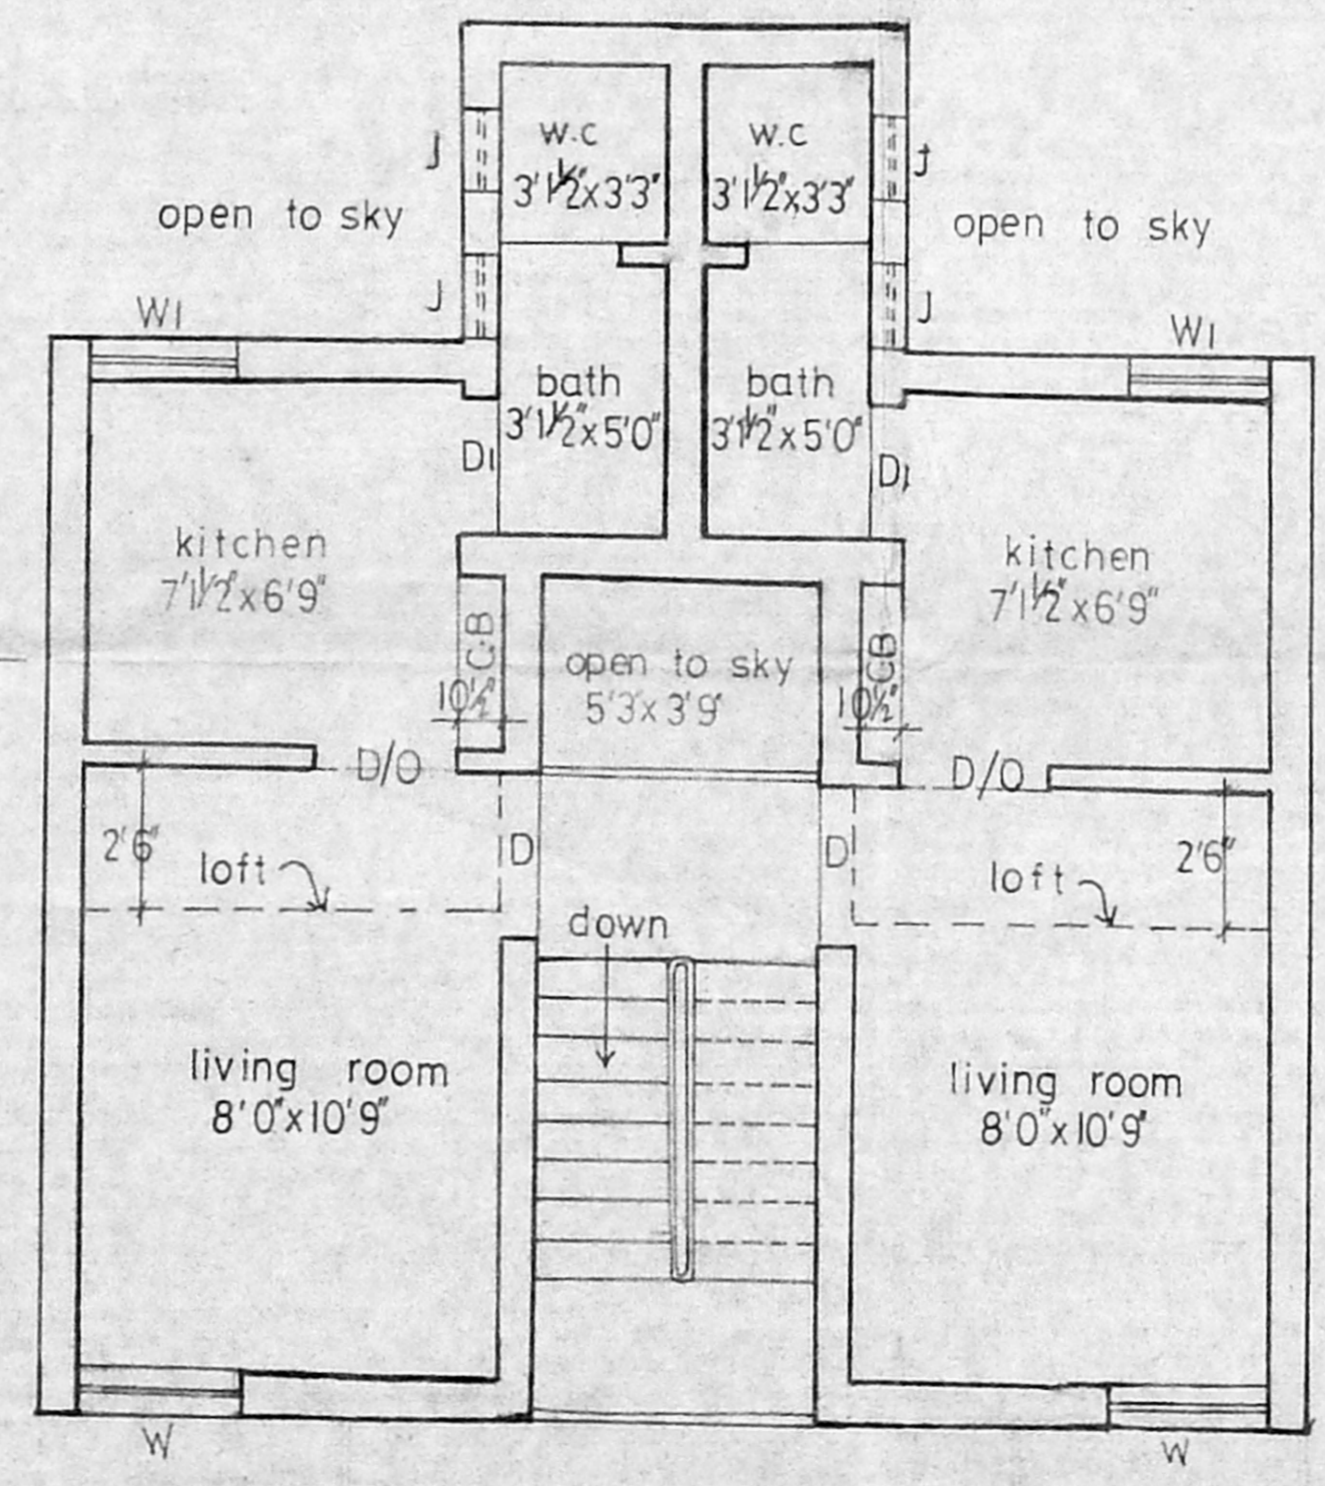 w.c
3'1½"x3'3"
w.c
3'1½"x3'3"
J
J
open to sky
open to sky
J
J
W1
W1
bath
3'1½"x5'0"
bath
3'1½"x5'0"
D1
D1
kitchen
7'1½"x6'9"
kitchen
7'1½"x6'9"
C.B
open to sky
5'3"x3'9"
CB
10½"
10½"
D/O
D/O
2'6"
loft
D
D
loft
2'6"
down
living room
8'0"x10'9"
living room
8'0"x10'9"
W
W